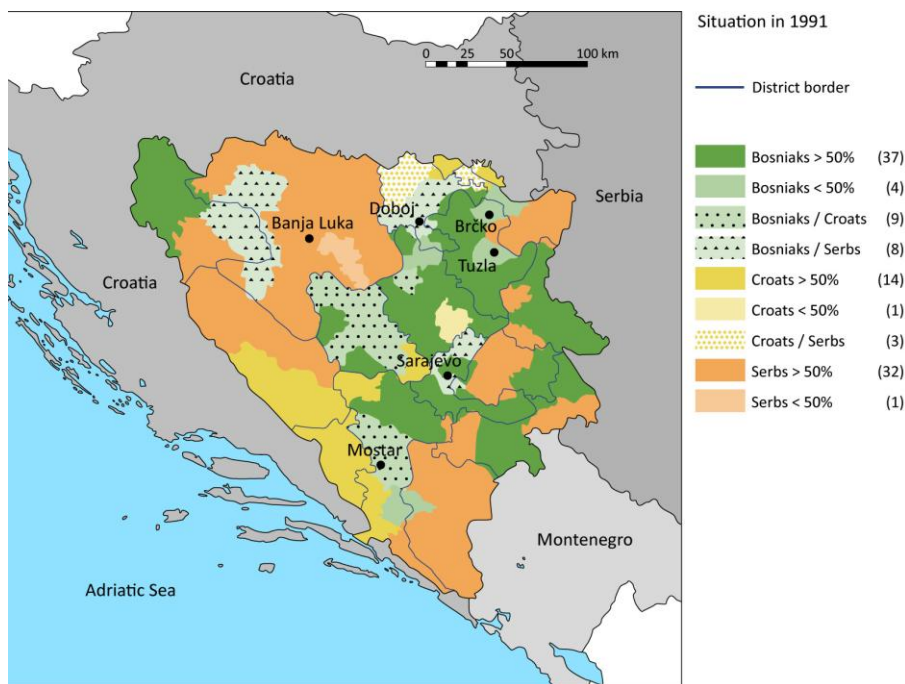 Situation in 1991
0 25 50 100 km
District border
Bosniaks > 50% (37)
Bosniaks < 50% (4)
Bosniaks / Croats (9)
Bosniaks / Serbs (8)
Croats > 50% (14)
Croats < 50% (1)
Croats / Serbs (3)
Serbs > 50% (32)
Serbs < 50% (1)
Croatia
Serbia
Doboj
Banja Luka
Brčko
Tuzla
Croatia
Sarajevo
Mostar
Montenegro
Adriatic Sea